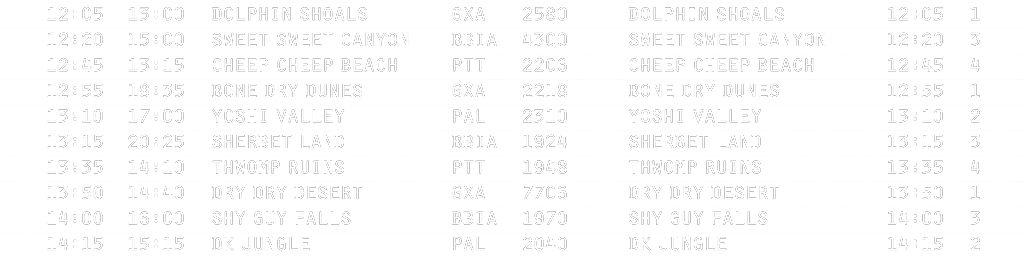 12:05 13:00 DOLPHIN SHOALS GXA 2580 DOLPHIN SHOALS 12:05 1
12:20 15:00 SWEET SWEET CANYON BBIA 4300 SWEET SWEET CANYON 12:20 3
12:45 13:15 CHEEP CHEEP BEACH PTT 2206 CHEEP CHEEP BEACH 12:45 4
12:55 18:35 BONE DRY DUNES GXA 2218 BONE DRY DUNES 12:55 1
13:10 17:00 YOSHI VALLEY PAL 2310 YOSHI VALLEY 13:10 2
13:15 20:25 SHERBET LAND BBIA 1924 SHERBET LAND 13:15 3
13:35 14:10 THWOMP RUINS PTT 1948 THWOMP RUINS 13:35 4
13:50 14:40 DRY DRY DESERT GXA 7703 DRY DRY DESERT 13:50 1
14:00 16:00 SHY GUY FALLS BBIA 1970 SHY GUY FALLS 14:00 3
14:15 15:15 DK JUNGLE PAL 2040 DK JUNGLE 14:15 2